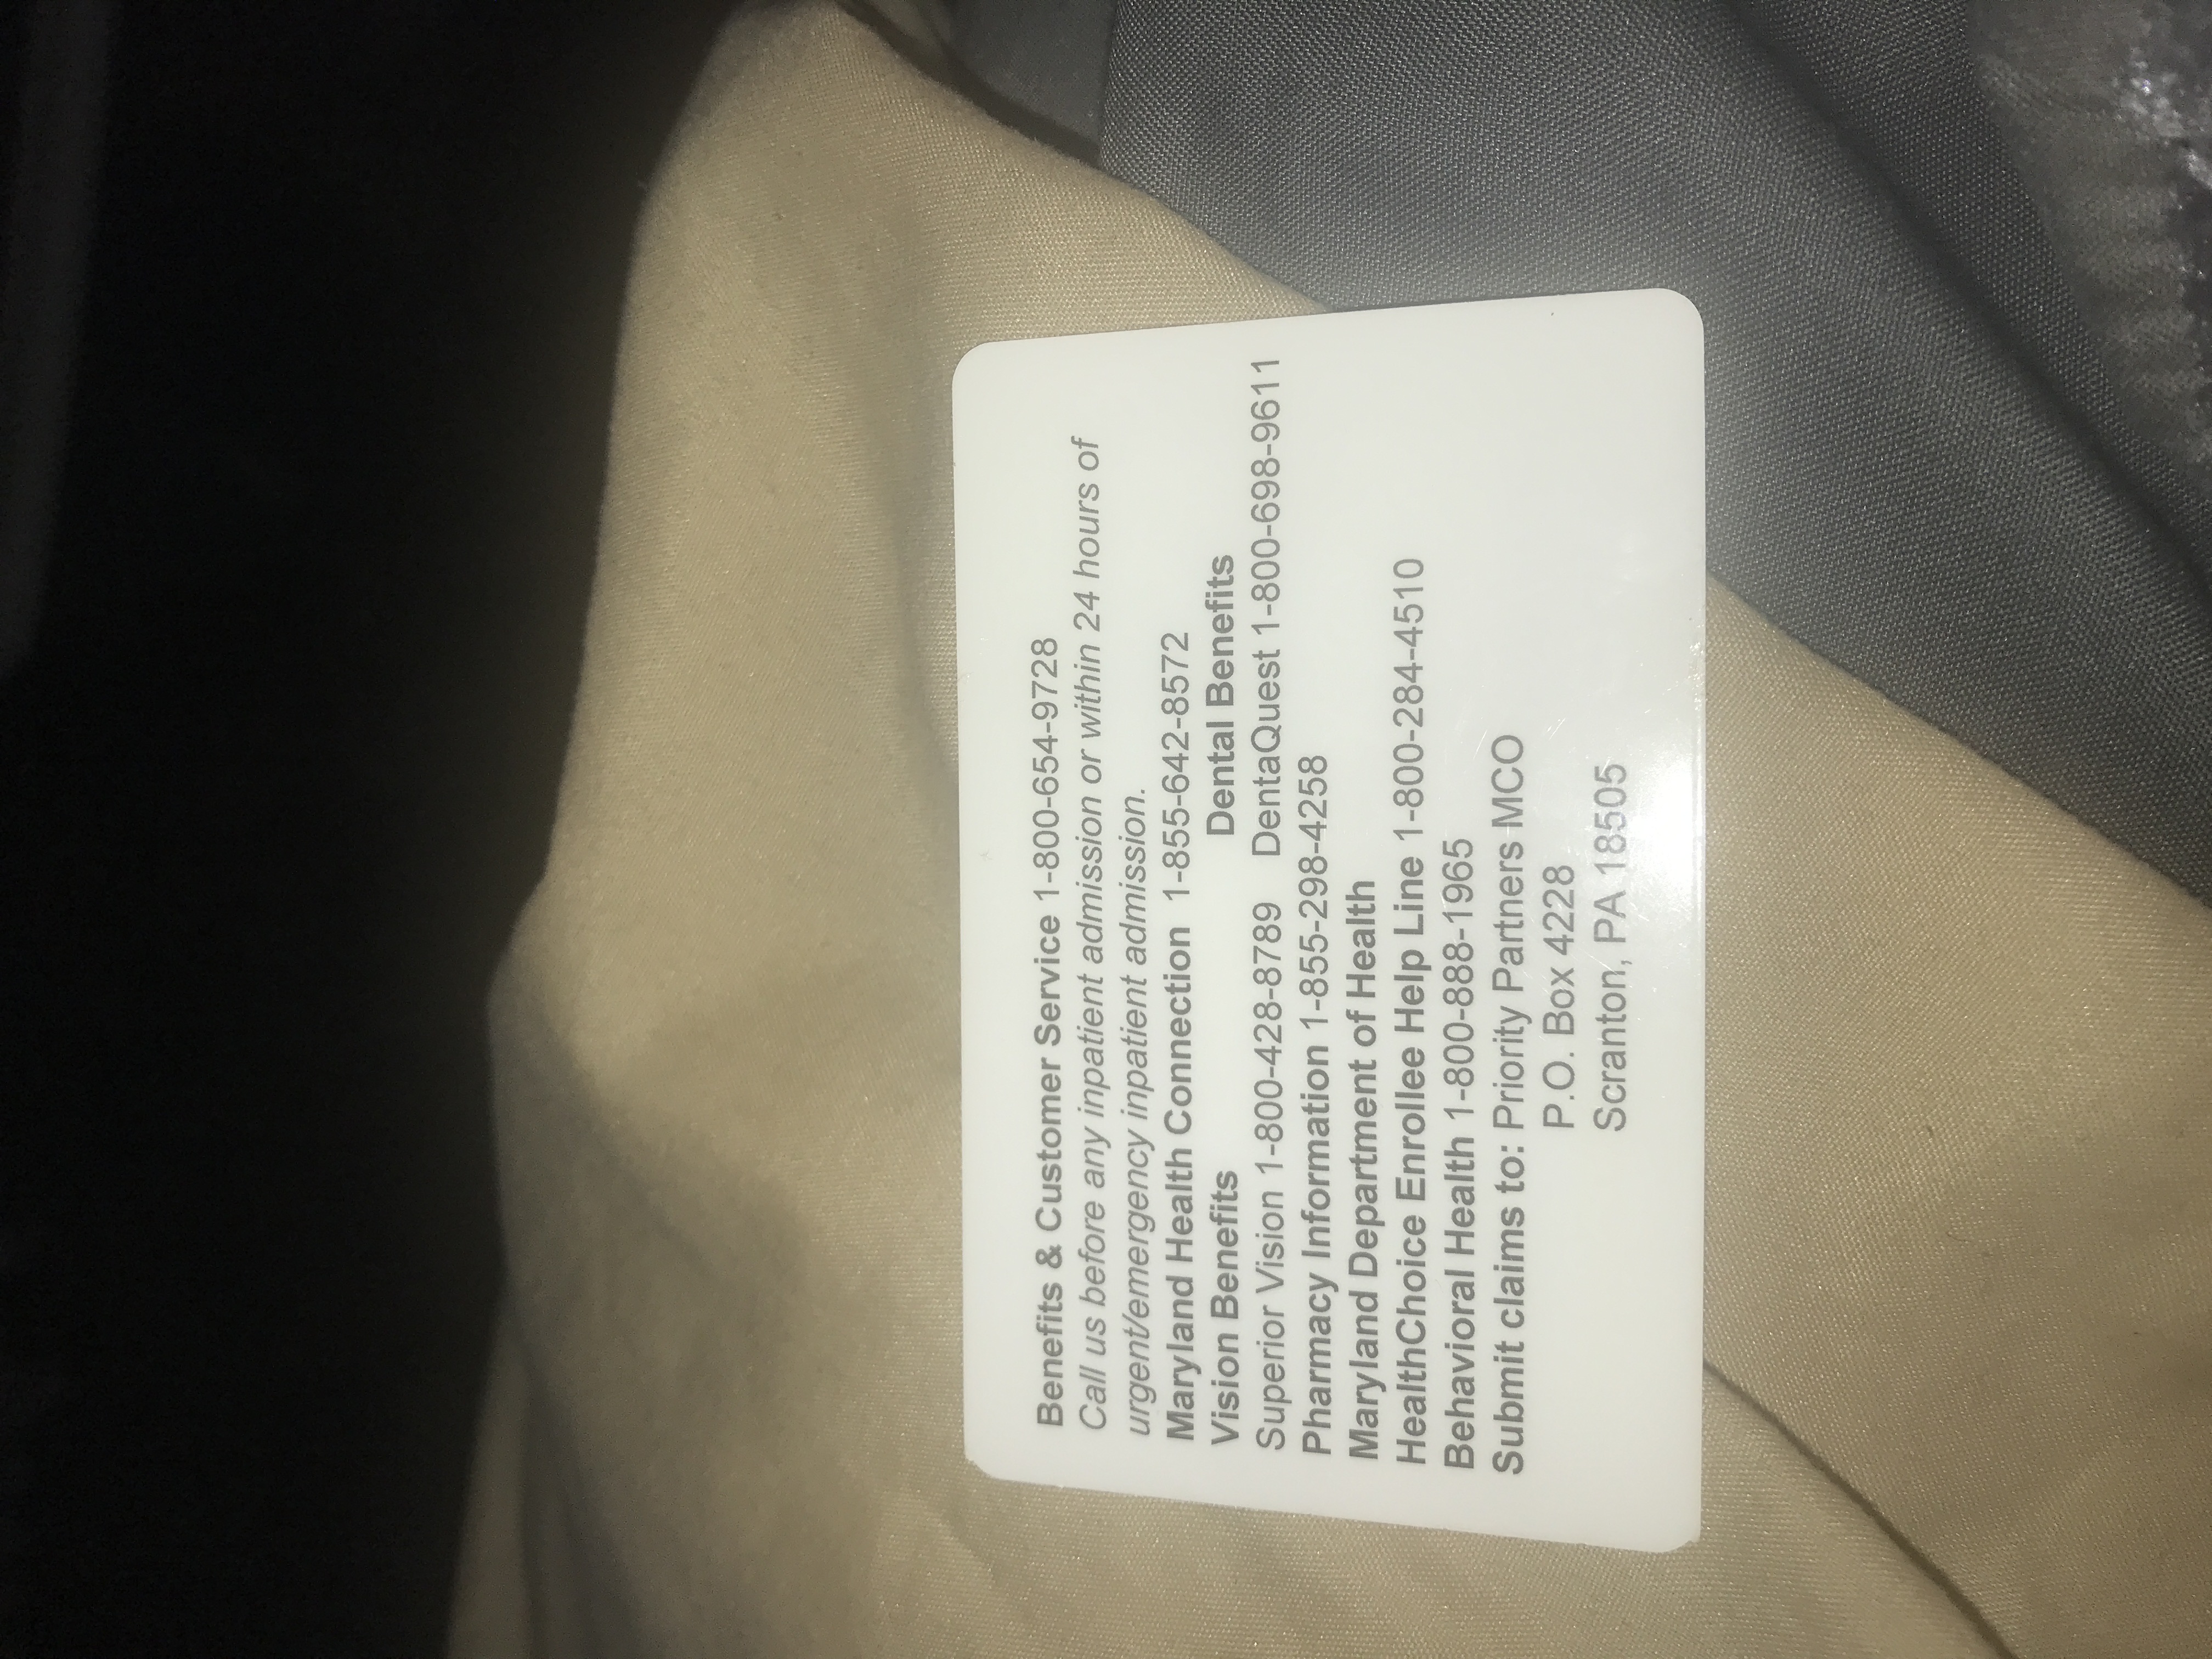 Benefits & Customer Service 1-800-654-9728
Call us before any inpatient admission or within 24 hours of
urgent/emergency inpatient admission.
Maryland Health Connection 1-855-642-8572
Vision Benefits Dental Benefits
Superior Vision 1-800-428-8789 DentaQuest 1-800-698-9611
Pharmacy Information 1-855-298-4258
Maryland Department of Health
HealthChoice Enrollee Help Line 1-800-284-4510
Behavioral Health 1-800-888-1965
Submit claims to: Priority Partners MCO
P.O. Box 4228
Scranton, PA 18505